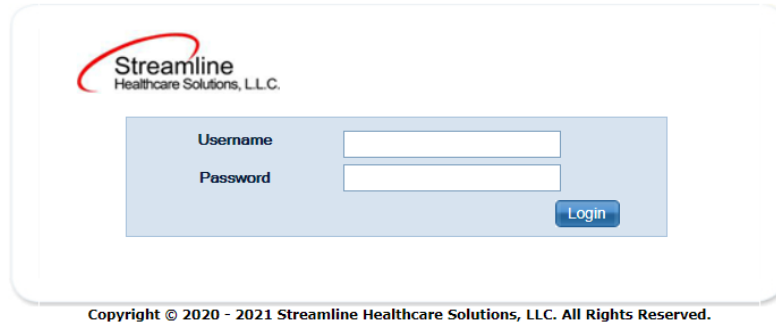 Streamline
Healthcare Solutions, L.L.C.
Username
Password
Login
Copyright © 2020 - 2021 Streamline Healthcare Solutions, LLC. All Rights Reserved.